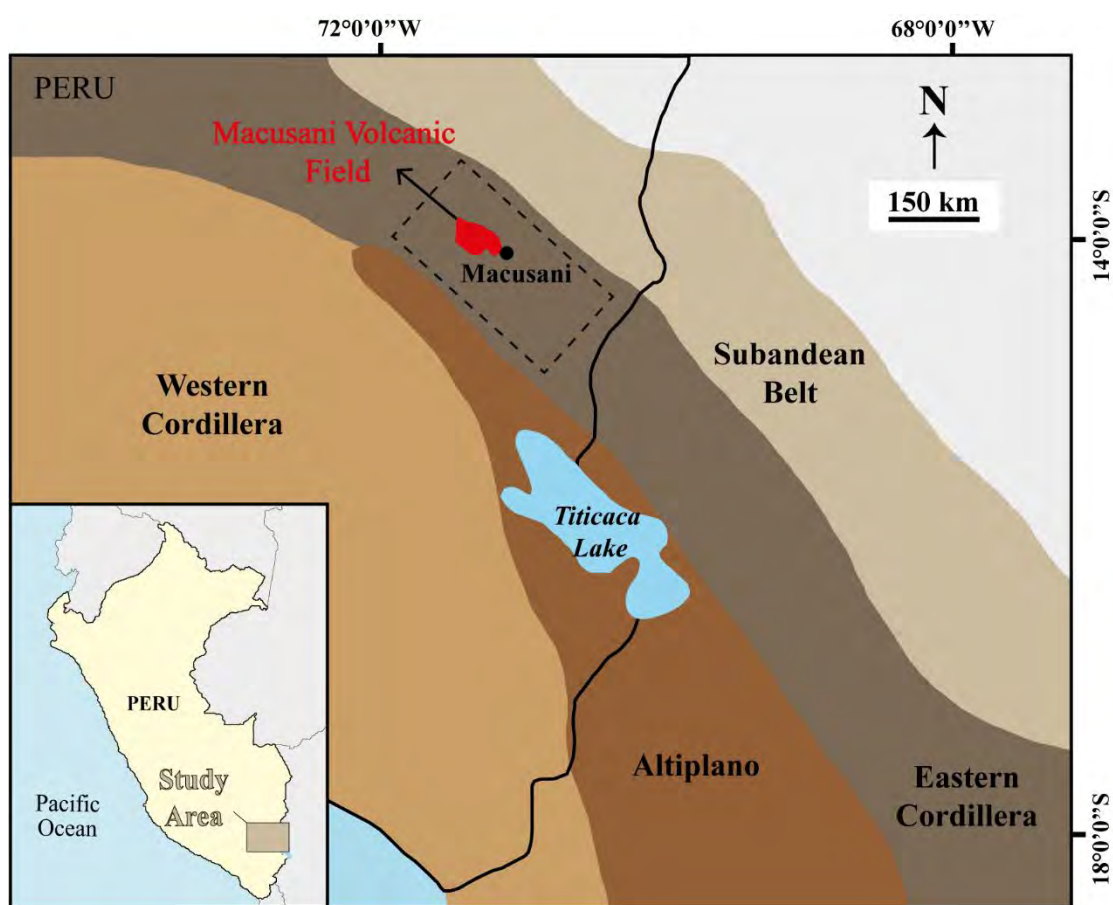 72°0'0''W
68°0'0''W
PERU
N
Macusani Volcanic
Field
150 km
14°0'0''S
Macusani
Subandean
Belt
Western
Cordillera
Titicaca
Lake
PERU
Study
Area
Pacific
Ocean
Altiplano
Eastern
Cordillera
18°0'0''S